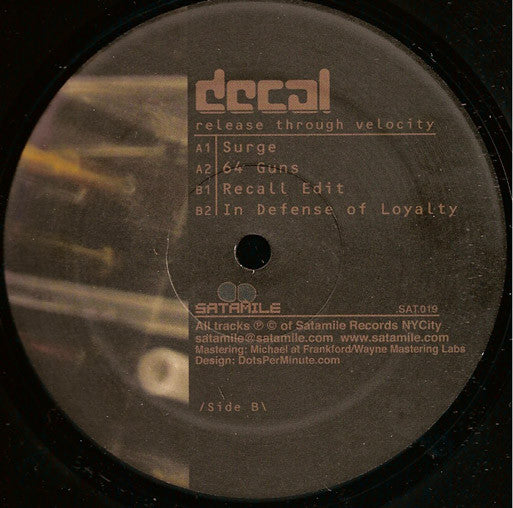 decal
release through velocity
A1 Surge
A2 64 Guns
B1 Recall Edit
B2 In Defense of Loyalty
SATAMILE .SAT.019
All tracks ℗ © of Satamile Records NYCity
satamile@satamile.com www.satamile.com
Mastering: Michael at Frankford/Wayne Mastering Labs
Design: DotsPerMinute.com
/Side B\